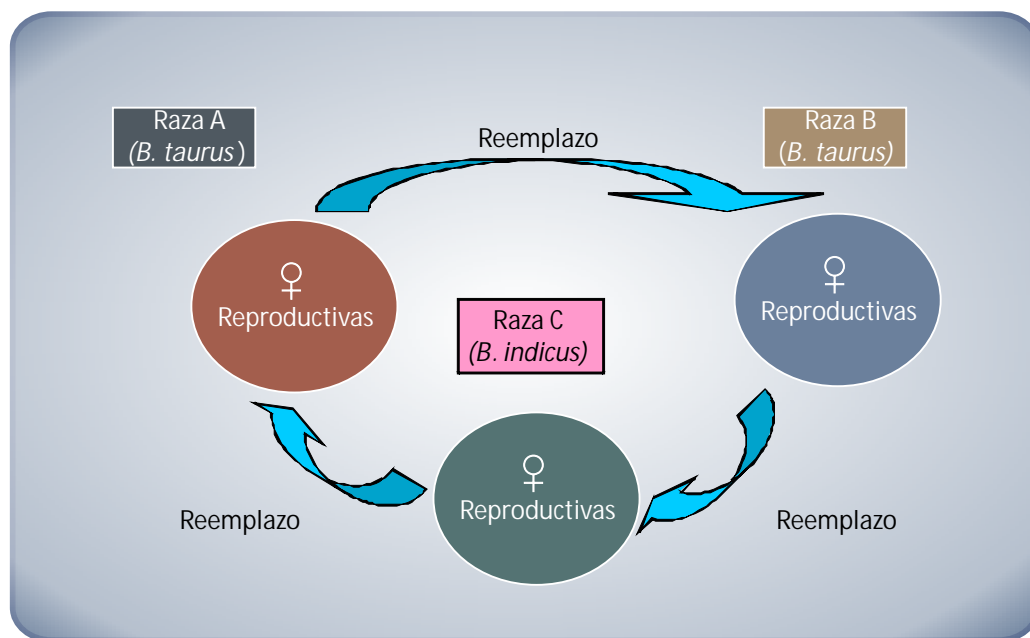 Raza A
(B. taurus )
Reemplazo
Raza B
(B. taurus)
♀
Reproductivas
♀
Reproductivas
Raza C
(B. indicus)
♀
Reproductivas
Reemplazo
Reemplazo